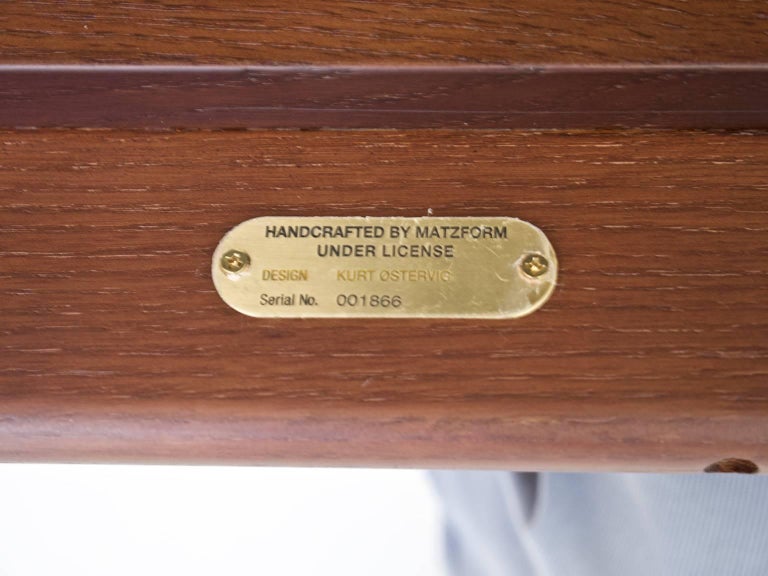 HANDCRAFTED BY MATZFORM
UNDER LICENSE
DESIGN KURT ØSTERVIG
Serial No. 001866